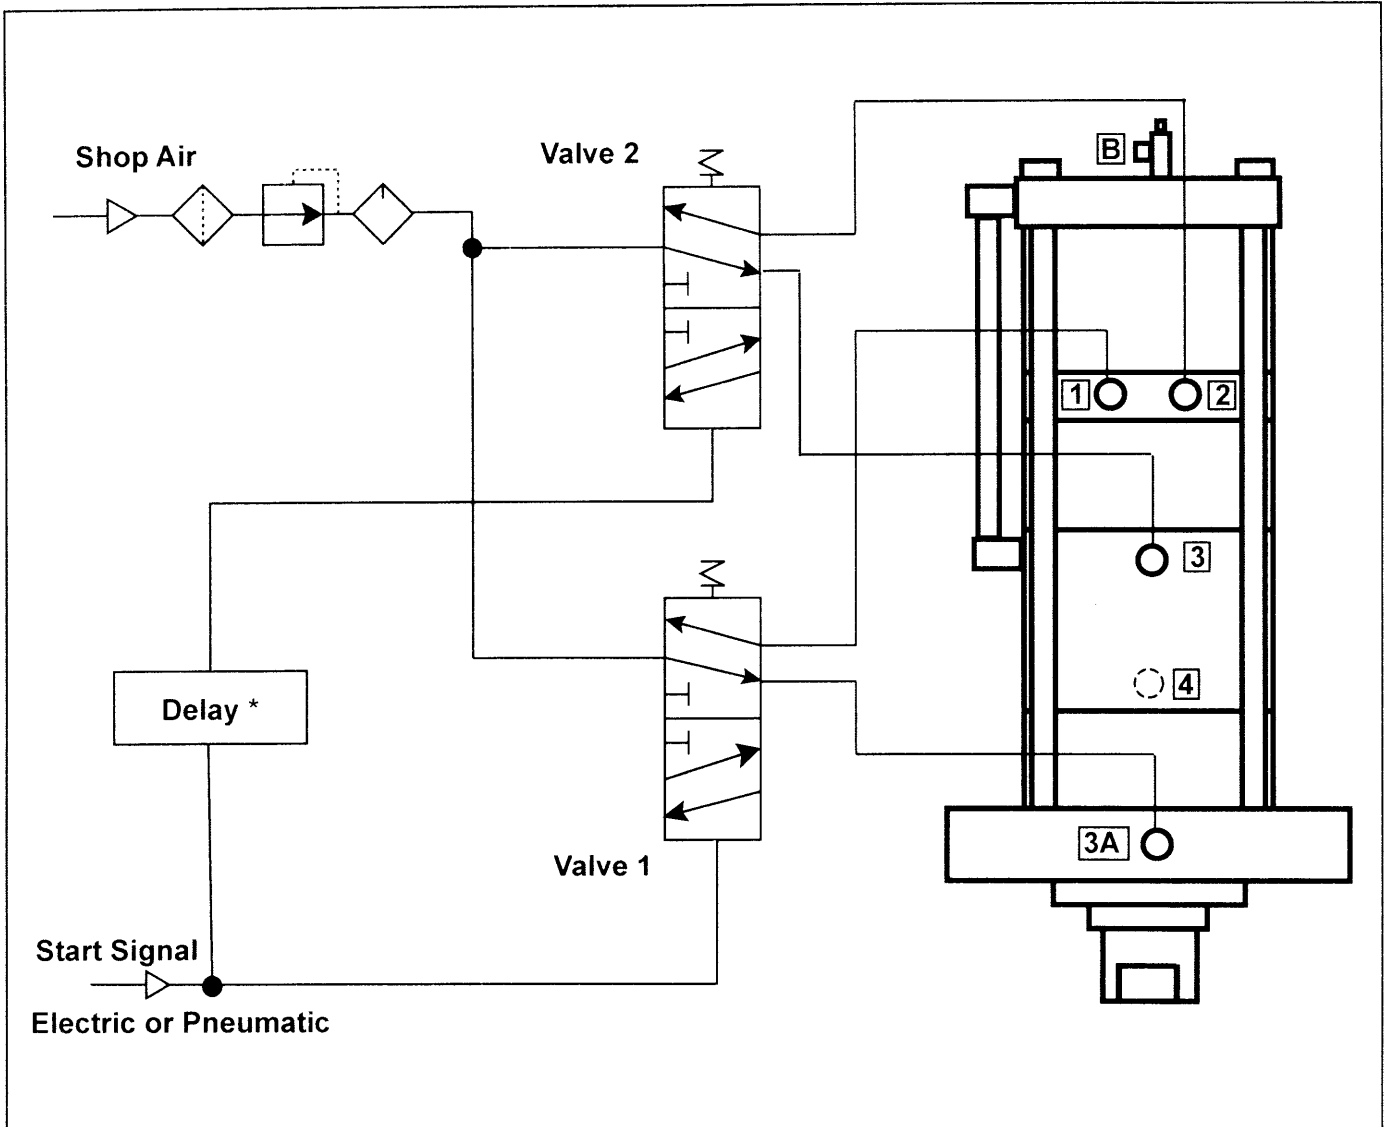 Shop Air
Valve 2
B
1
2
3
4
Delay *
3A
Valve 1
Start Signal
Electric or Pneumatic